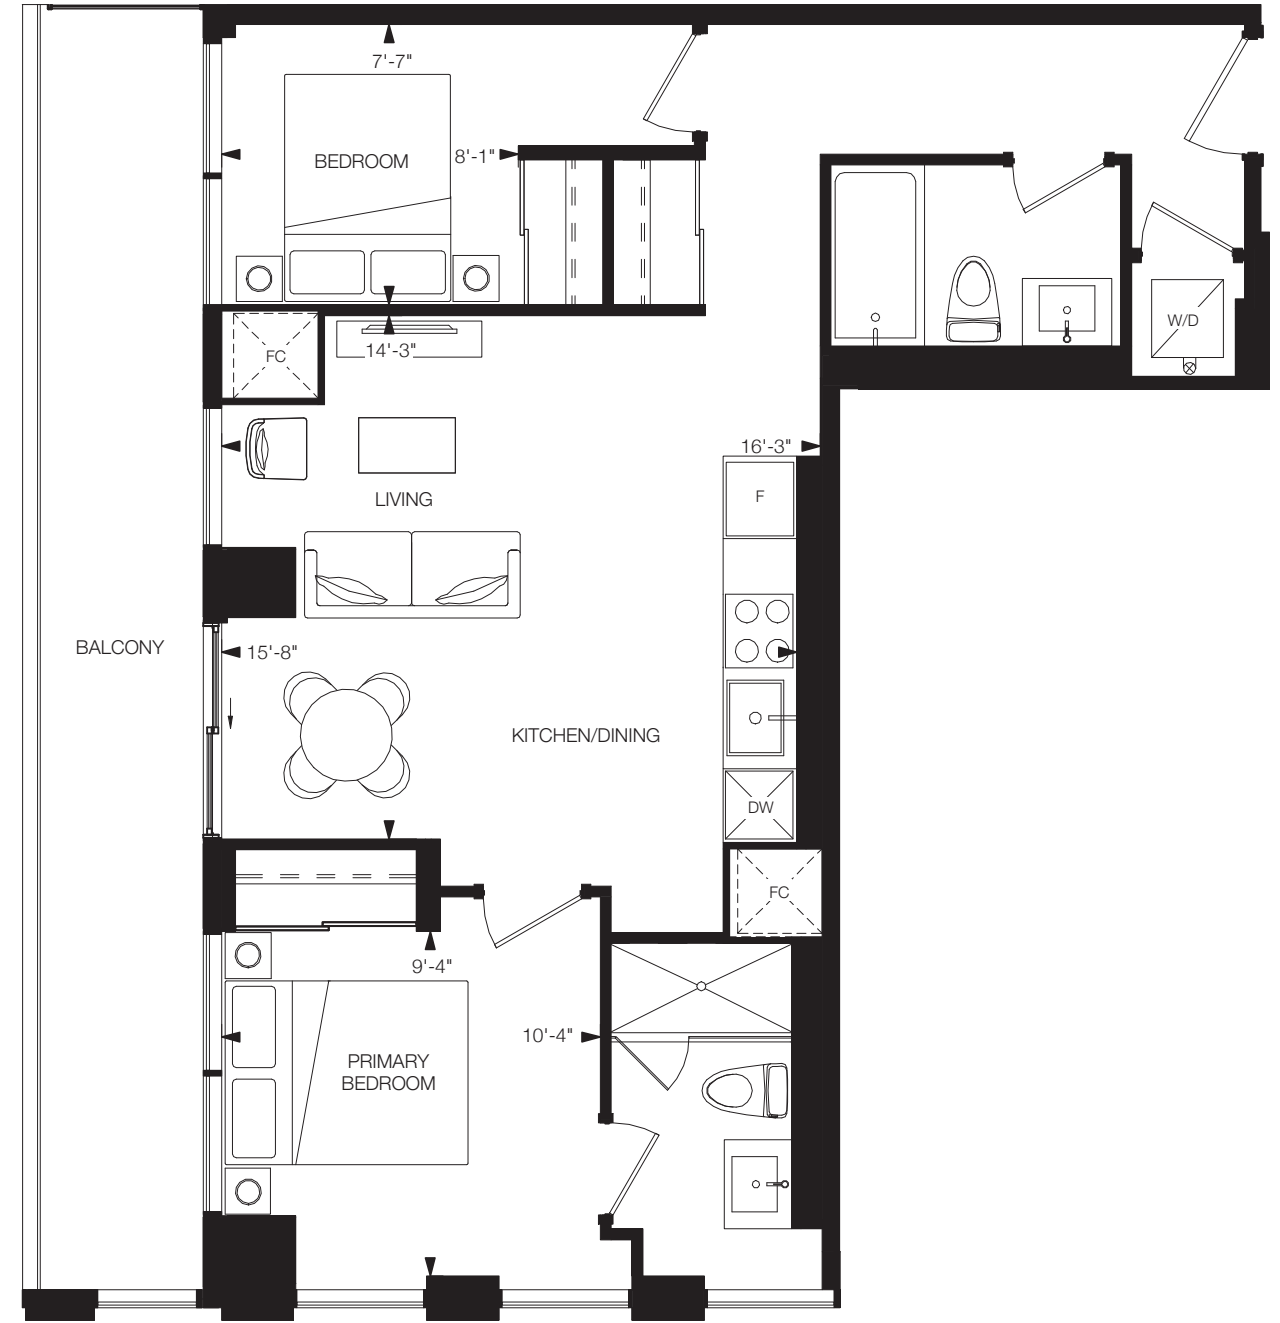 7'-7"
BEDROOM
8'-1"
W/D
14'-3"
FC
16'-3"
F
LIVING
BALCONY
15'-8"
KITCHEN/DINING
DW
FC
9'-4"
10'-4"
PRIMARY
BEDROOM